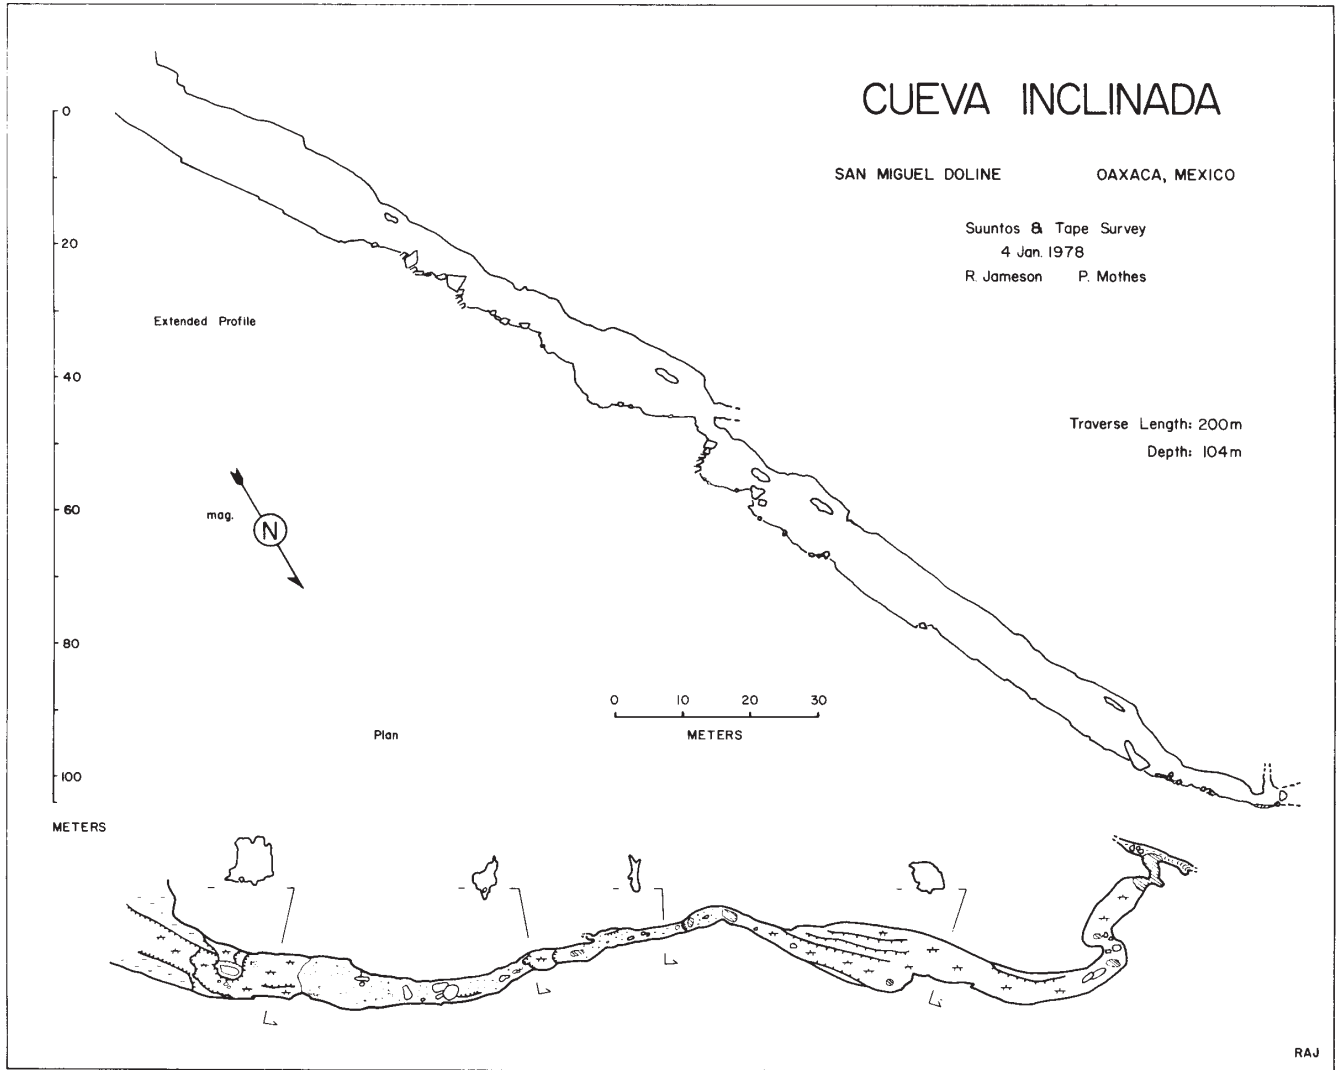 CUEVA INCLINADA
SAN MIGUEL DOLINE OAXACA, MEXICO
Suuntos & Tape Survey
4 Jan. 1978
R. Jameson P. Mothes
0
20
Extended Profile
40
Traverse Length: 200m
Depth: 104m
60
mag.
N
80
0 10 20 30
METERS
Plan
100
METERS
RAJ